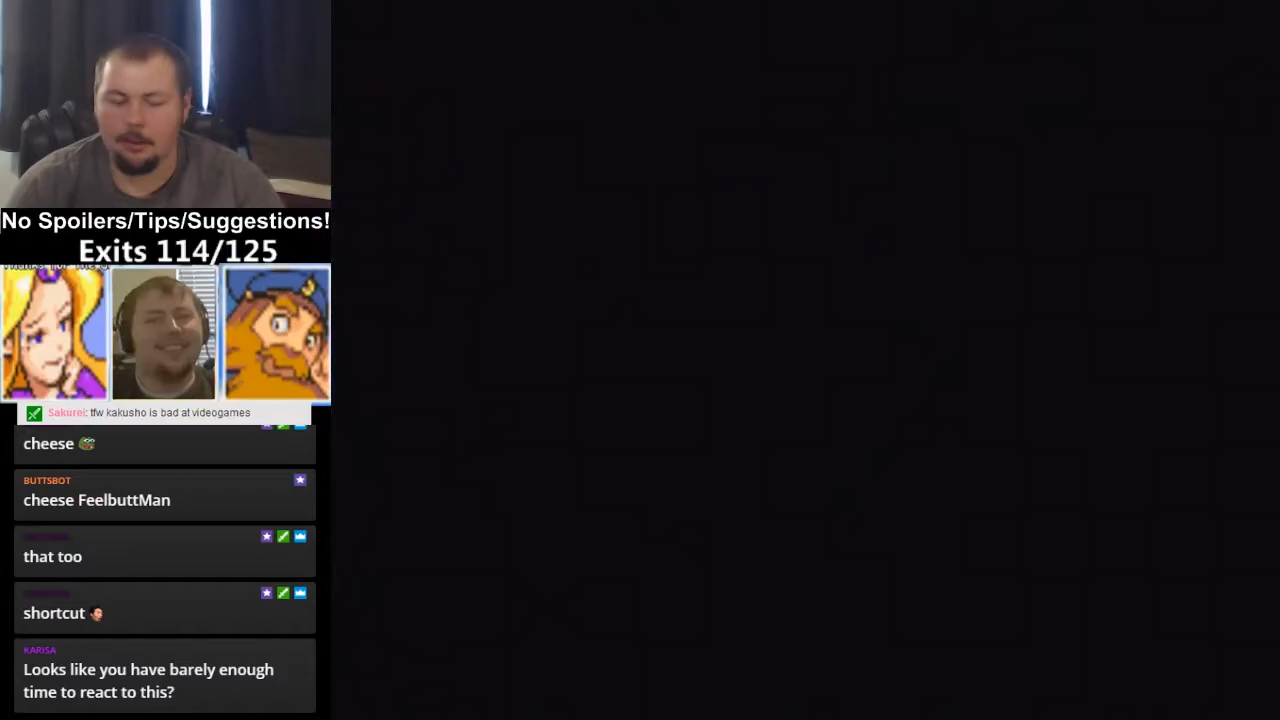 No Spoilers/Tips/Suggestions!
Exits 114/125
Sakurei: tfw kakusho is bad at videogames
cheese
BUTTSBOT
cheese FeelbuttMan
that too
shortcut
KARISA
Looks like you have barely enough
time to react to this?